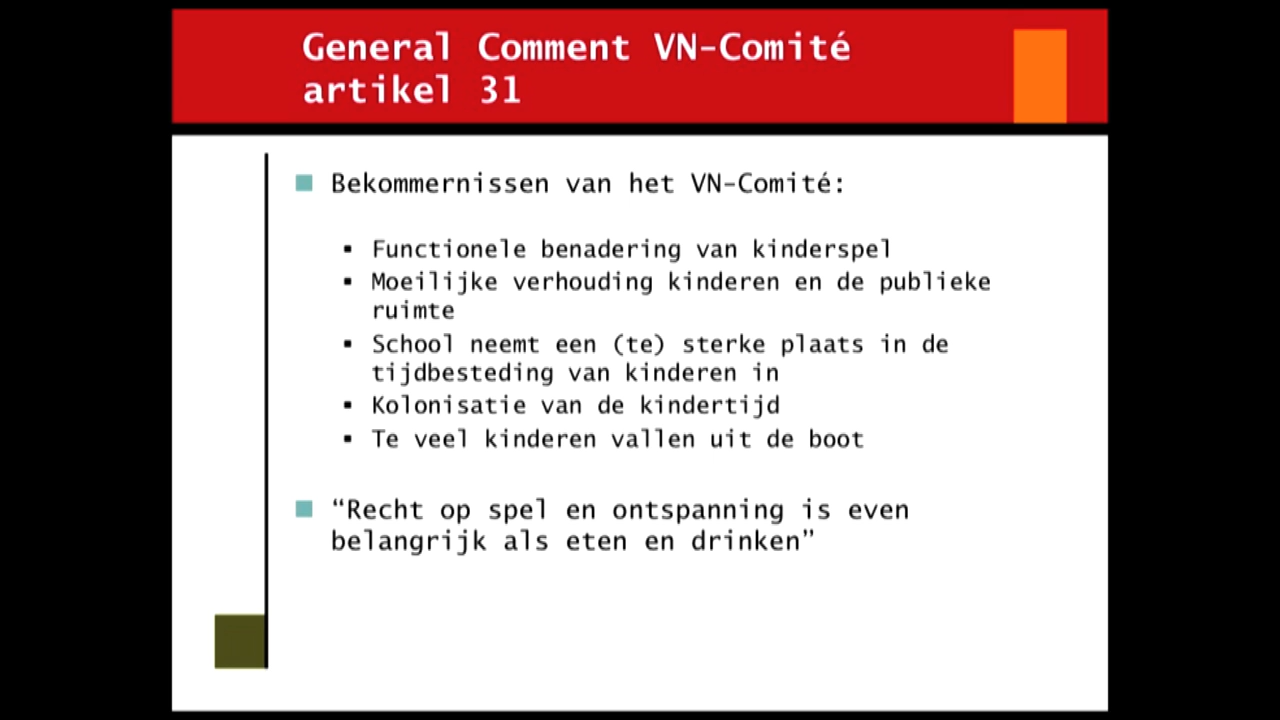 General Comment VN-Comité
artikel 31
Bekommernissen van het VN-Comité:
Functionele benadering van kinderspel
Moeilijke verhouding kinderen en de publieke
ruimte
School neemt een (te) sterke plaats in de
tijdbesteding van kinderen in
Kolonisatie van de kindertijd
Te veel kinderen vallen uit de boot
“Recht op spel en ontspanning is even
belangrijk als eten en drinken”